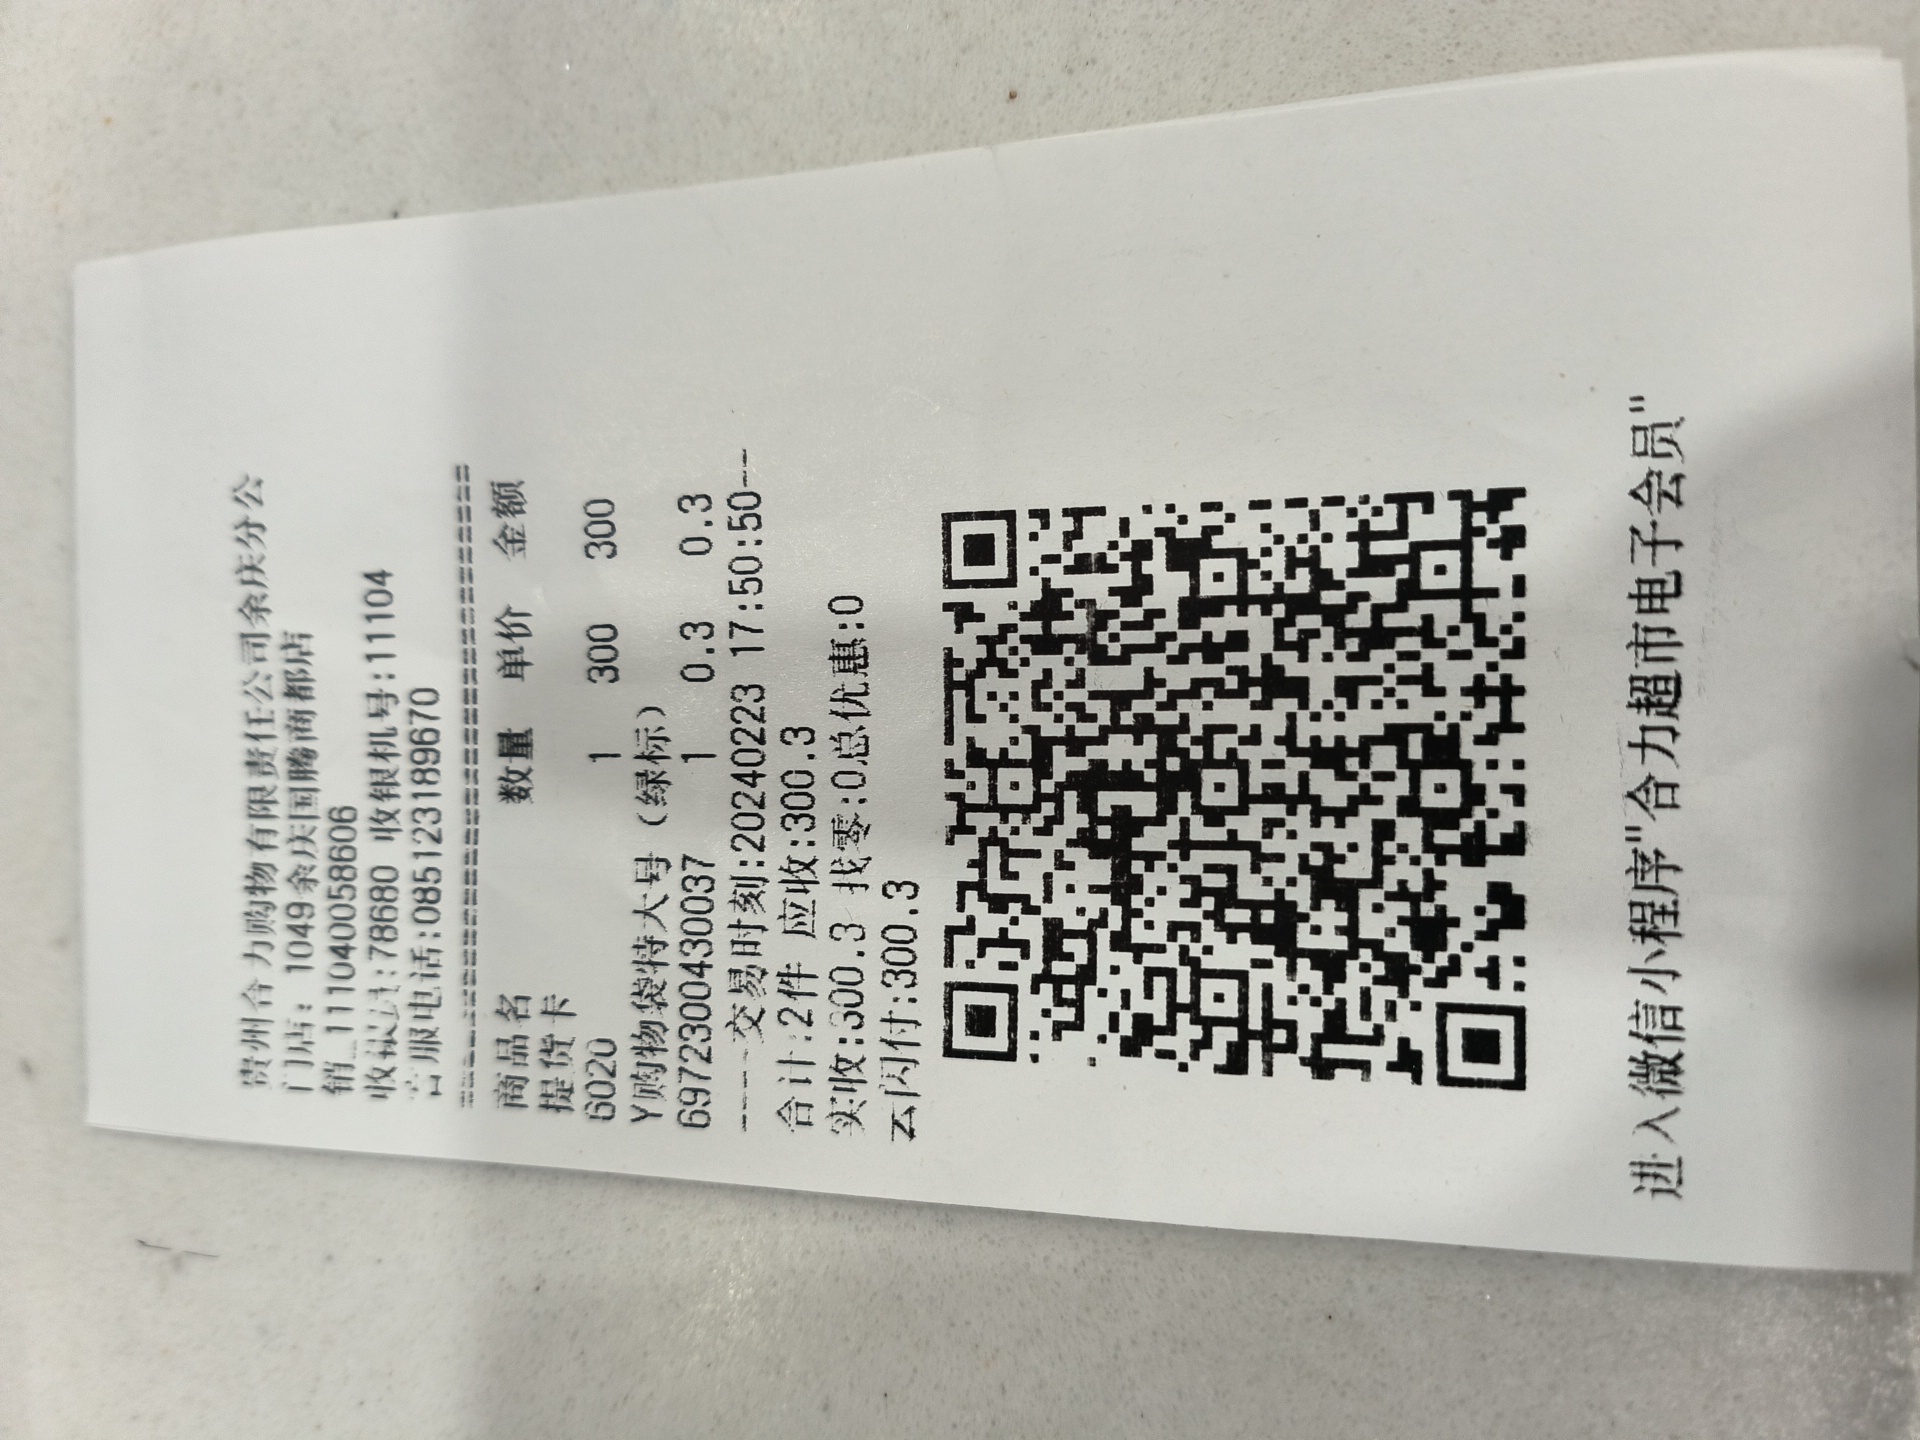 贵州合力购物有限责任公司余庆分公
门店: 1049余庆国腾商都店
销_111040058606
收银员:788680 收银机号:11104
客服电话:085123189670
商品名 数量 单价 金额
提货卡
6020 1 300 300
Y购物袋特大号(绿标)
6972300430037 1 0.3 0.3
----交易时刻:20240223 17:50:50--
合计:2件 应收:300.3
实收:300.3 找零:0总优惠:0
云闪付:300.3
进入微信小程序"合力超市电子会员"